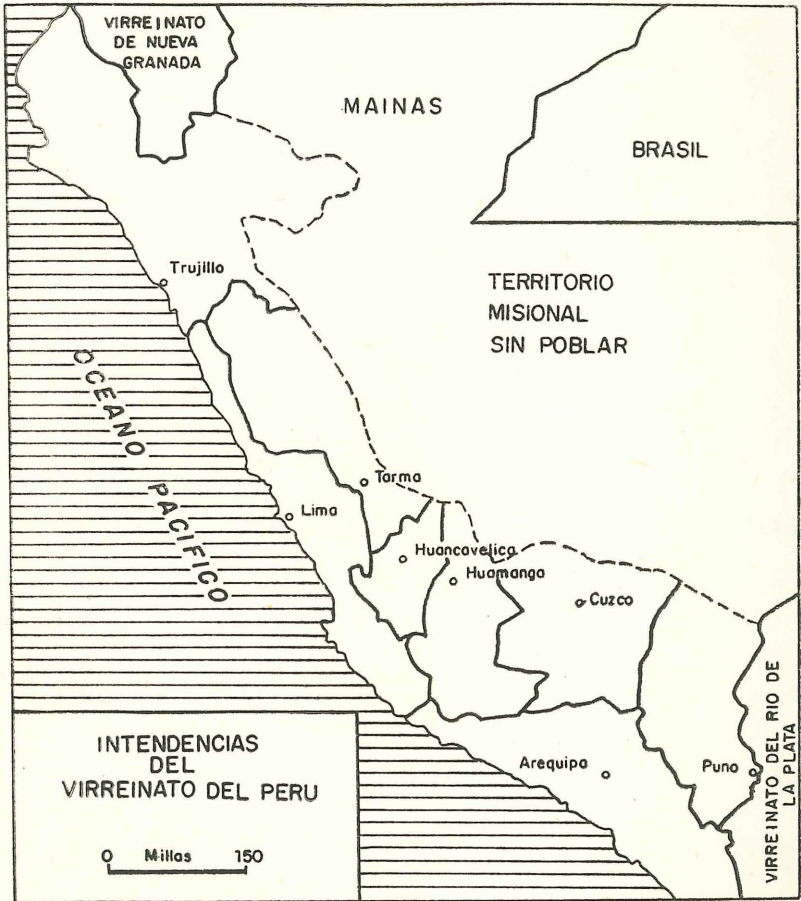 VIRREINATO
DE NUEVA
GRANADA
MAINAS
BRASIL
Trujillo
TERRITORIO
MISIONAL
SIN POBLAR
OCEANO PACIFICO
Tarma
Lima
Huancavelica
Huamanga
Cuzco
Arequipa
Puno
VIRREINATO DEL RIO DE
LA PLATA
INTENDENCIAS
DEL
VIRREINATO DEL PERU
0 Millas 150